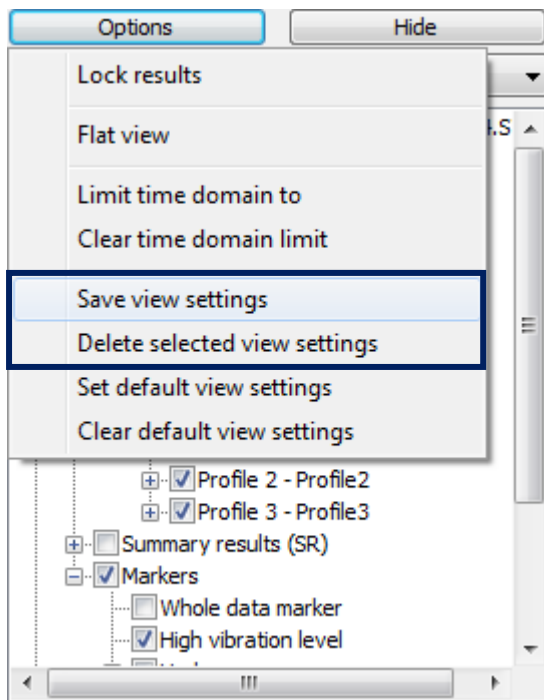 Options Hide
Lock results
.S
Flat view
Limit time domain to
Clear time domain limit
Save view settings
Delete selected view settings
Set default view settings
Clear default view settings
Profile 2 - Profile2
Profile 3 - Profile3
Summary results (SR)
Markers
Whole data marker
High vibration level